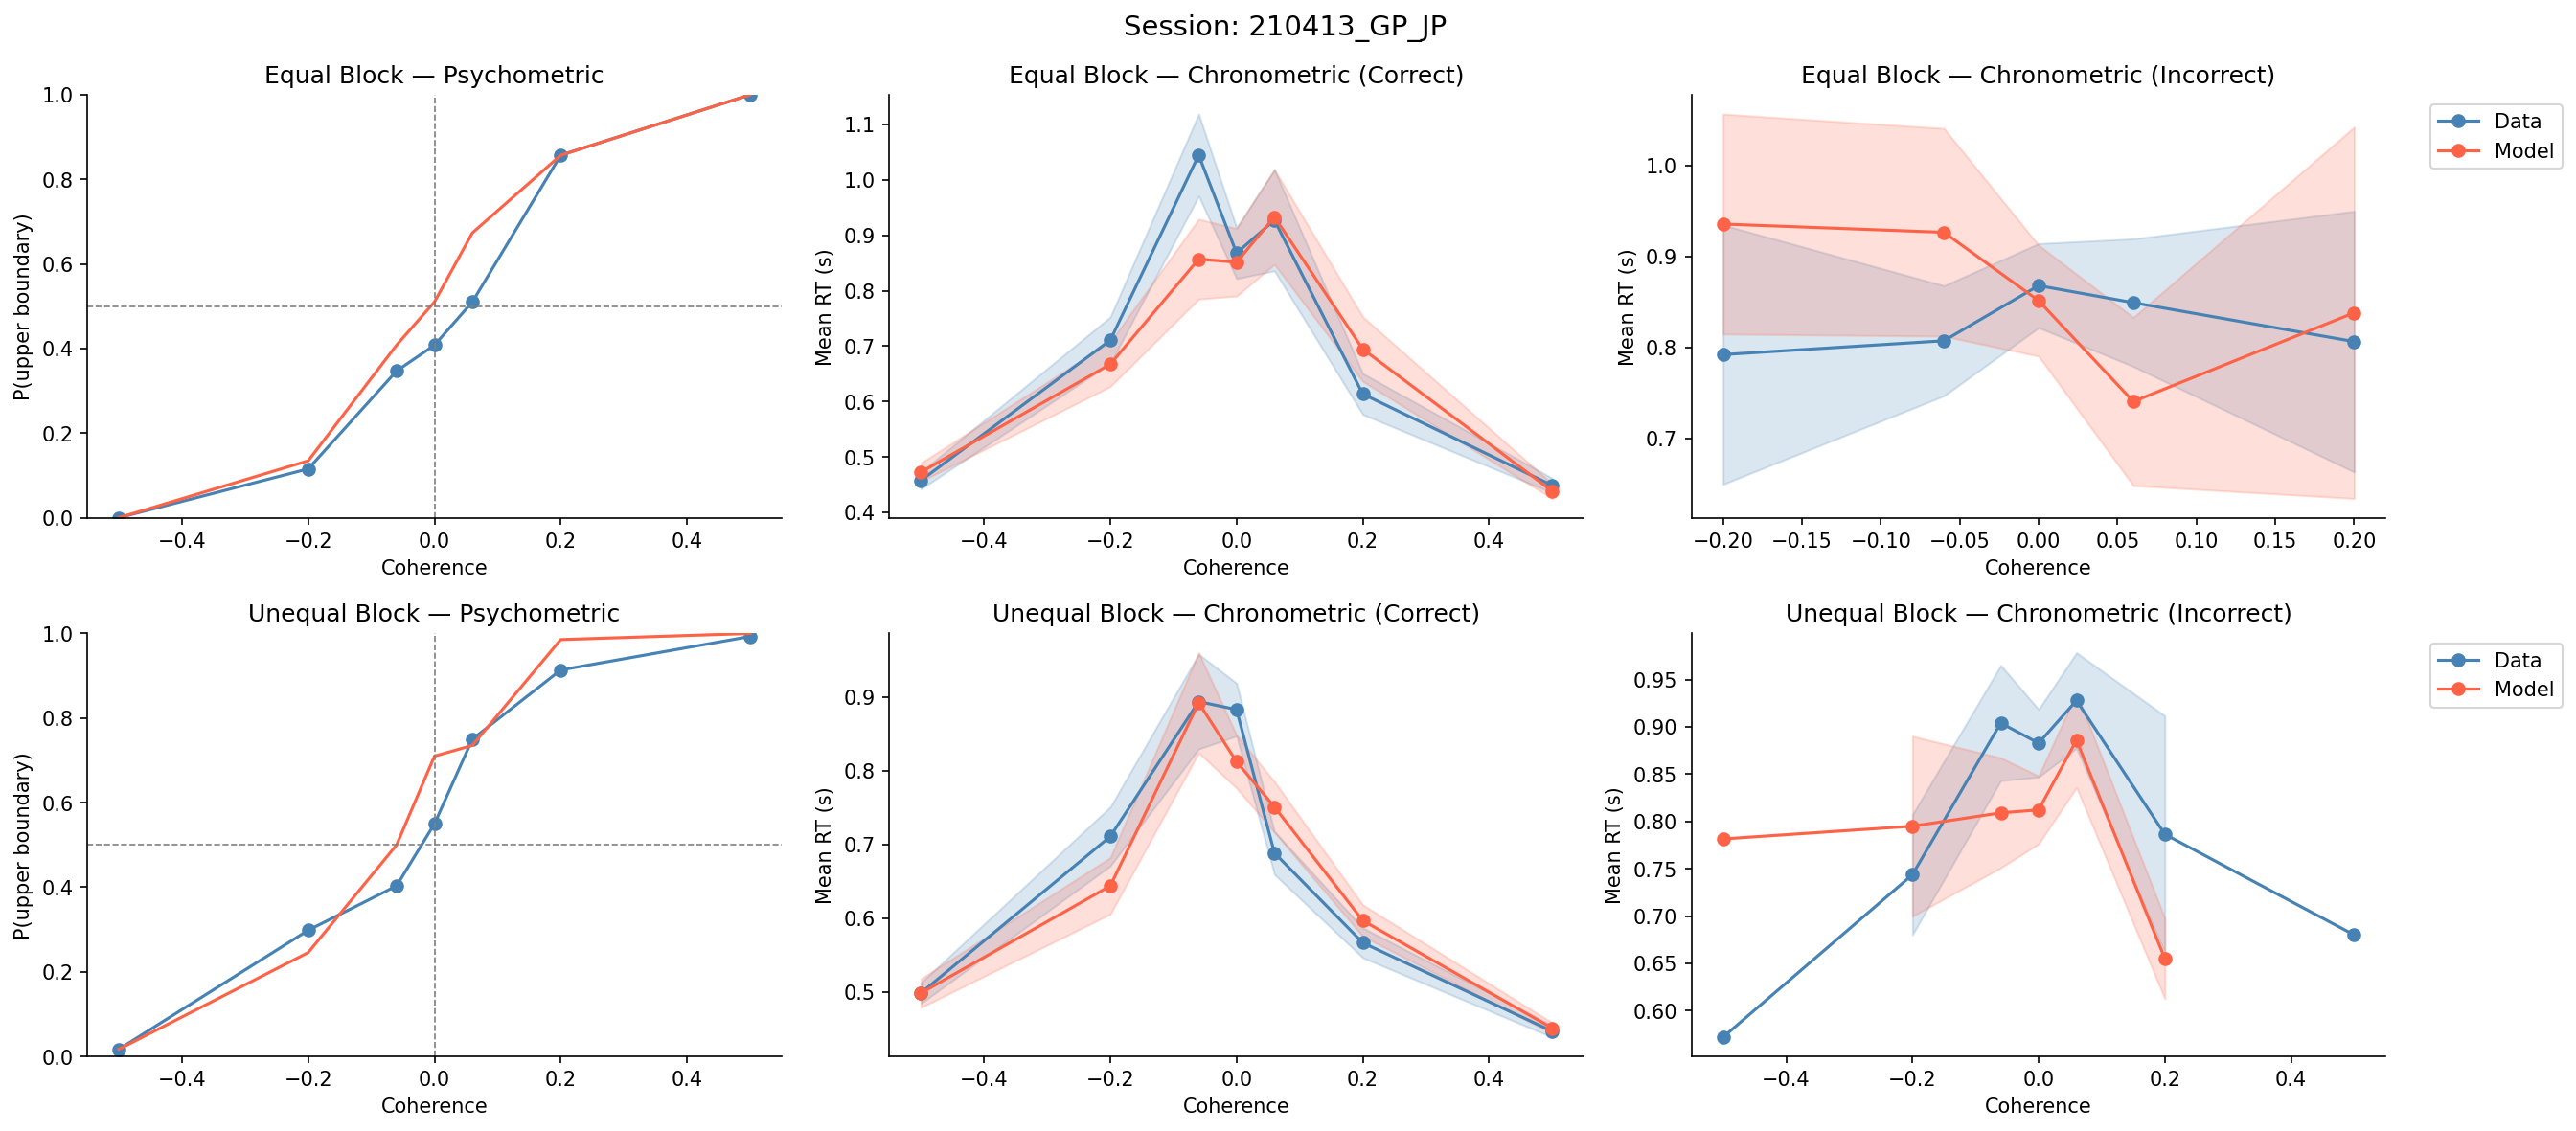 Session: 210413_GP_JP
Equal Block — Psychometric
P(upper boundary)
1.0
0.8
0.6
0.4
0.2
0.0
−0.4 −0.2 0.0 0.2 0.4
Coherence
Equal Block — Chronometric (Correct)
Mean RT (s)
1.1
1.0
0.9
0.8
0.7
0.6
0.5
0.4
−0.4 −0.2 0.0 0.2 0.4
Coherence
Equal Block — Chronometric (Incorrect)
Mean RT (s)
1.0
0.9
0.8
0.7
−0.20 −0.15 −0.10 −0.05 0.00 0.05 0.10 0.15 0.20
Coherence
Data
Model
Unequal Block — Psychometric
P(upper boundary)
1.0
0.8
0.6
0.4
0.2
0.0
−0.4 −0.2 0.0 0.2 0.4
Coherence
Unequal Block — Chronometric (Correct)
Mean RT (s)
0.9
0.8
0.7
0.6
0.5
−0.4 −0.2 0.0 0.2 0.4
Coherence
Unequal Block — Chronometric (Incorrect)
Mean RT (s)
0.95
0.90
0.85
0.80
0.75
0.70
0.65
0.60
−0.4 −0.2 0.0 0.2 0.4
Coherence
Data
Model